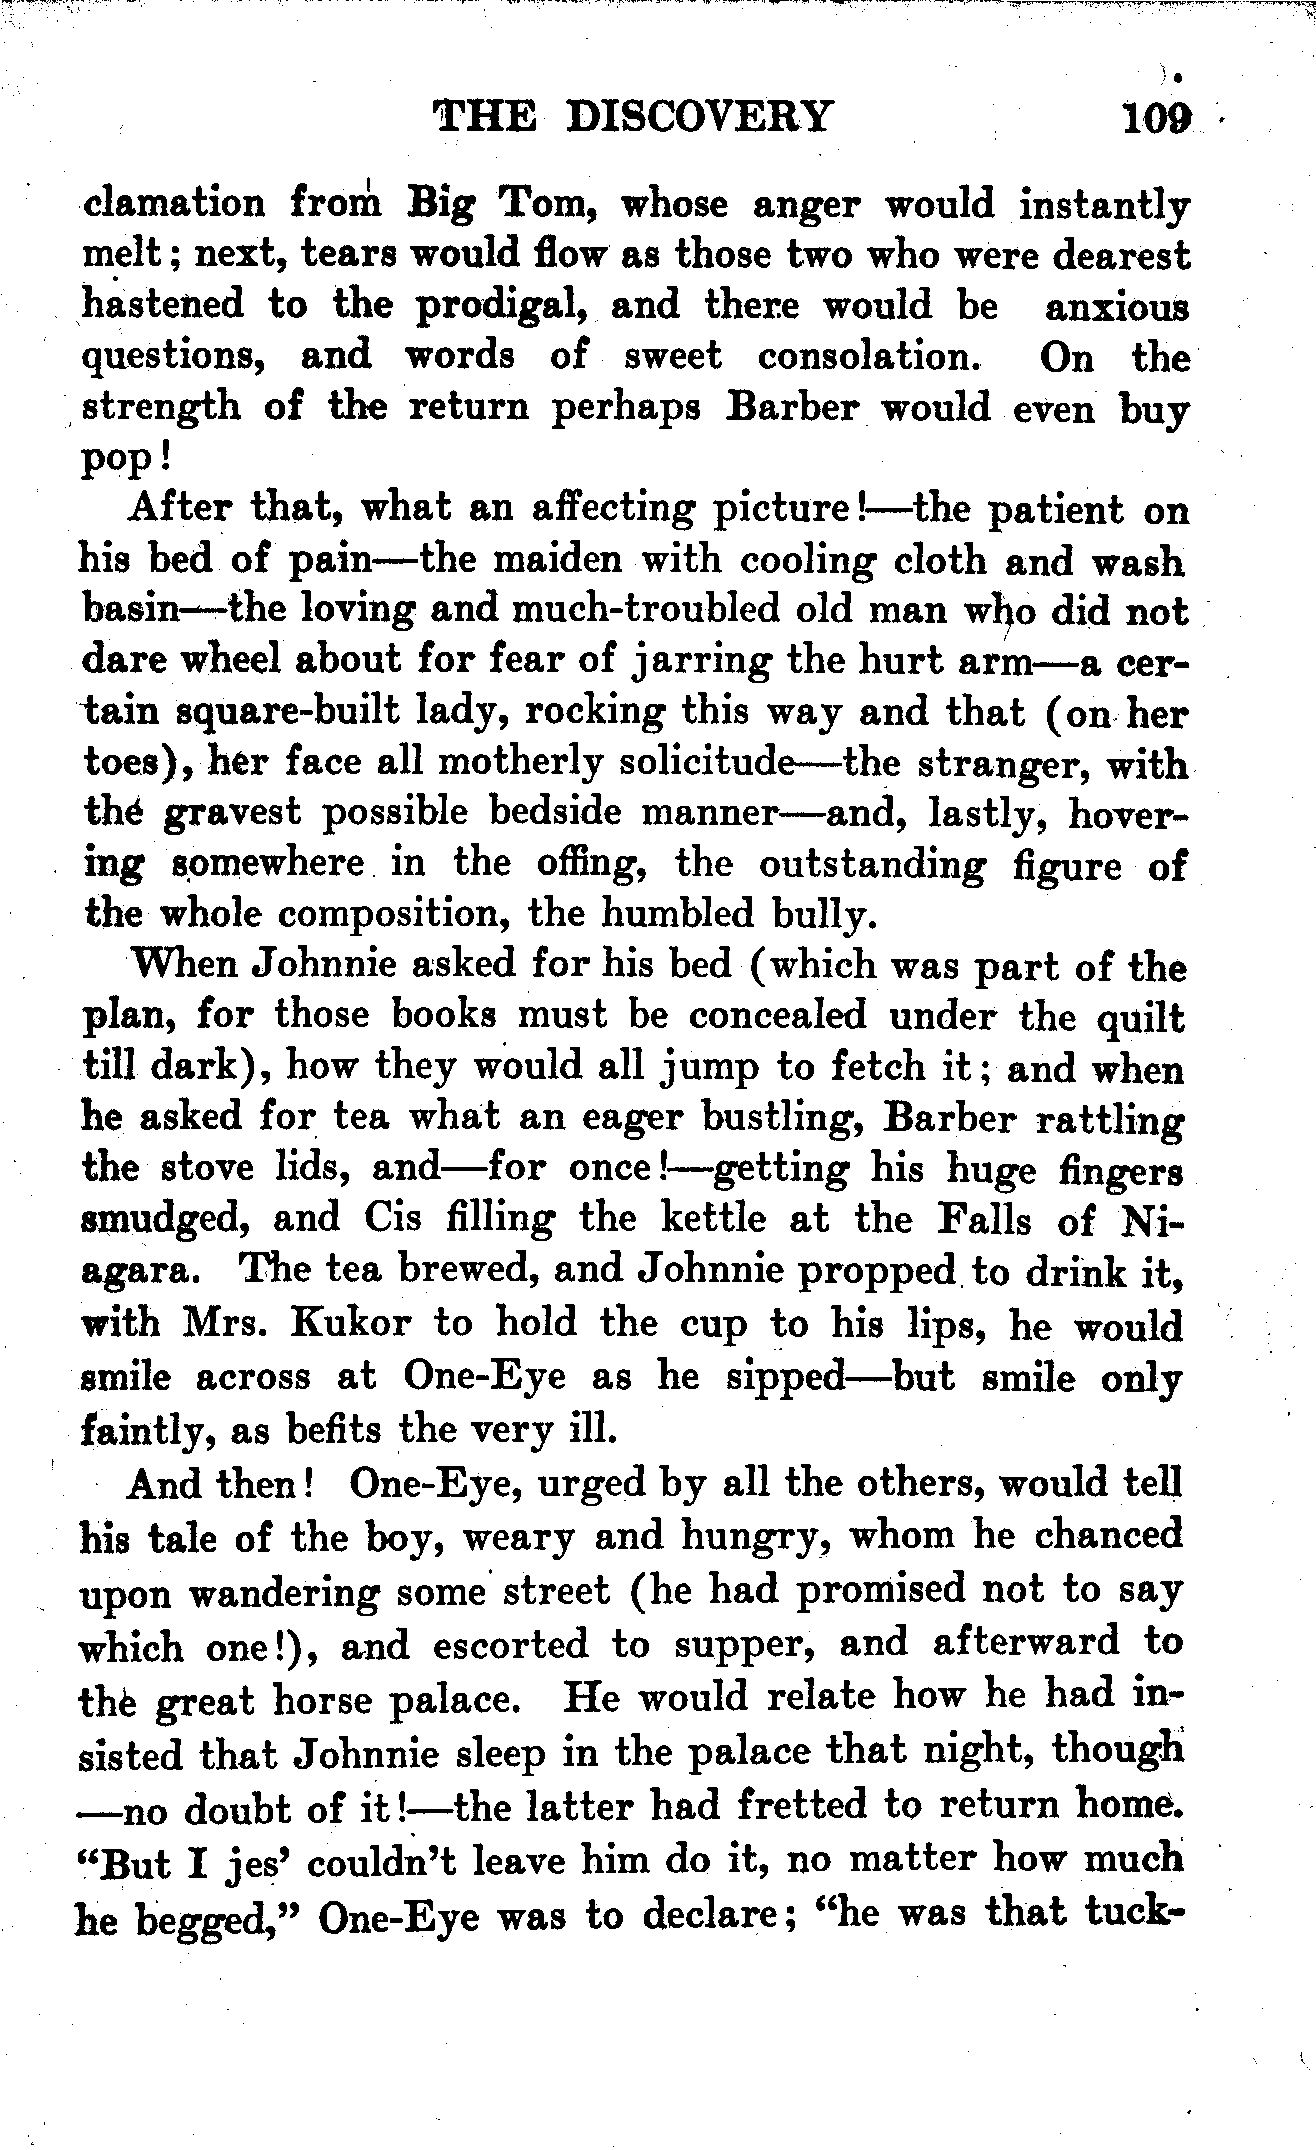 THE DISCOVERY 109
clamation from Big Tom, whose anger would instantly
melt; next, tears would flow as those two who were dearest
hastened to the prodigal, and there would be anxious
questions, and words of sweet consolation. On the
strength of the return perhaps Barber would even buy
pop!
After that, what an affecting picture!—the patient on
his bed of pain—the maiden with cooling cloth and wash
basin—the loving and much-troubled old man who did not
dare wheel about for fear of jarring the hurt arm—a cer-
tain square-built lady, rocking this way and that (on her
toes), her face all motherly solicitude—the stranger, with
the gravest possible bedside manner—and, lastly, hover-
ing somewhere in the offing, the outstanding figure of
the whole composition, the humbled bully.
When Johnnie asked for his bed (which was part of the
plan, for those books must be concealed under the quilt
till dark), how they would all jump to fetch it; and when
he asked for tea what an eager bustling, Barber rattling
the stove lids, and—for once!—getting his huge fingers
smudged, and Cis filling the kettle at the Falls of Ni-
agara. The tea brewed, and Johnnie propped to drink it,
with Mrs. Kukor to hold the cup to his lips, he would
smile across at One-Eye as he sipped—but smile only
faintly, as befits the very ill.
And then! One-Eye, urged by all the others, would tell
his tale of the boy, weary and hungry, whom he chanced
upon wandering some street (he had promised not to say
which one!), and escorted to supper, and afterward to
the great horse palace. He would relate how he had in-
sisted that Johnnie sleep in the palace that night, though
—no doubt of it!—the latter had fretted to return home.
“But I jes’ couldn’t leave him do it, no matter how much
he begged,” One-Eye was to declare; “he was that tuck-